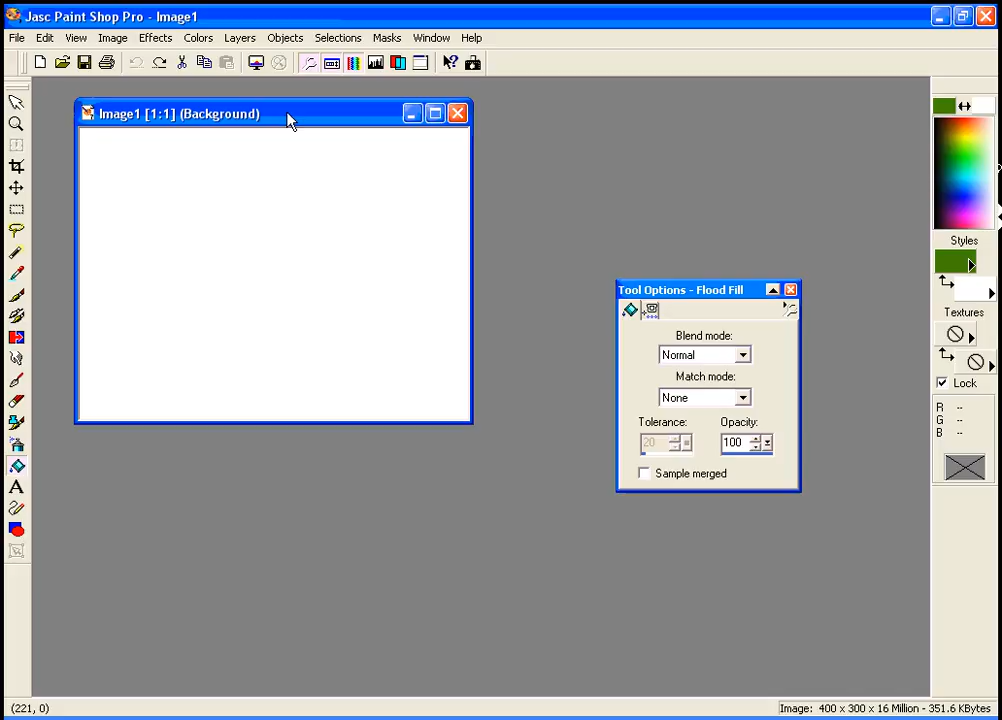 Jasc Paint Shop Pro - Image1
File Edit View Image Effects Colors Layers Objects Selections Masks Window Help
Image1 [1:1] (Background)
Styles
Textures
Lock
R --
G --
B --
Tool Options - Flood Fill
Blend mode:
Normal
Match mode:
None
Tolerance: Opacity:
20 100
Sample merged
A
(221, 0)
Image: 400 x 300 x 16 Million - 351.6 KBytes